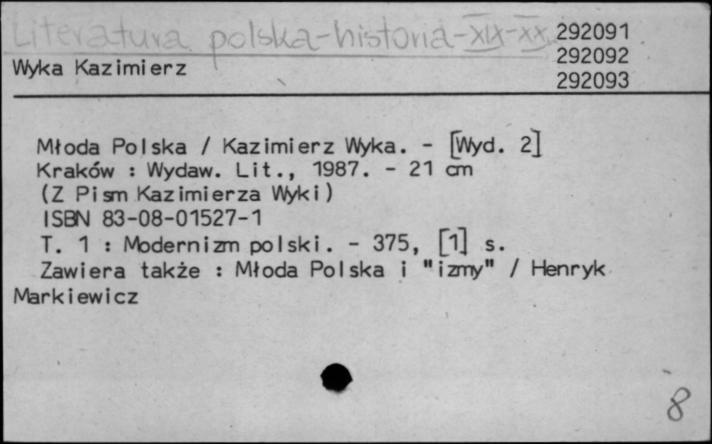 Literatura polska-historia-XIX-XX 292091
292092
Wyka Kazimierz
292093
Młoda Polska / Kazimierz Wyka. - [Wyd. 2]
Kraków : Wydaw. Lit., 1987. - 21 cm
(Z Pism Kazimierza Wyki)
ISBN 83-08-01527-1
T. 1 : Modernizm polski. - 375, [1] s.
Zawiera także : Młoda Polska i "izmy" / Henryk
Markiewicz
8